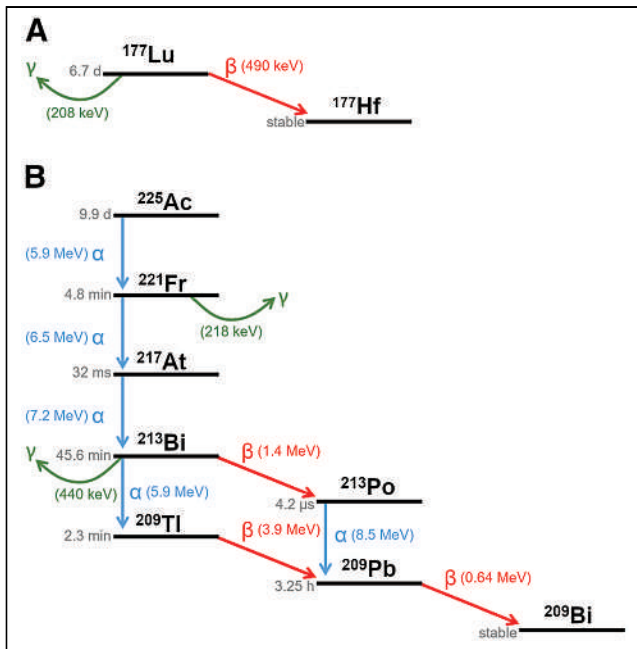 A
177Lu
γ
6.7 d
β (490 keV)
(208 keV)
177Hf
stable
B
225Ac
9.9 d
(5.9 MeV) α
221Fr
4.8 min
γ
(218 keV)
(6.5 MeV) α
217At
32 ms
(7.2 MeV) α
213Bi
45.6 min
γ
β (1.4 MeV)
(440 keV)
α (5.9 MeV)
213Po
4.2 µs
209Tl
2.3 min
β (3.9 MeV)
α (8.5 MeV)
209Pb
3.25 h
β (0.64 MeV)
209Bi
stable